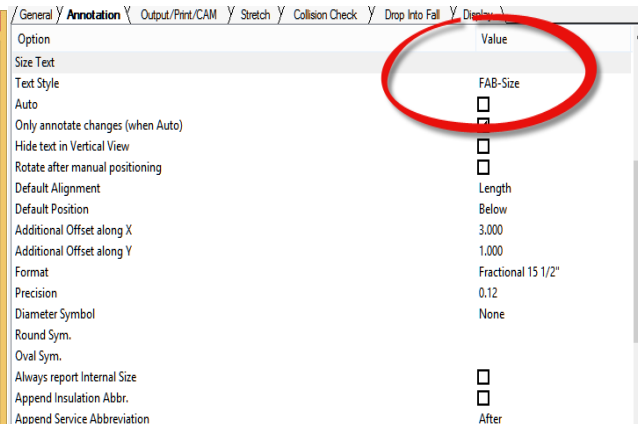 General Annotation Output/Print/CAM Stretch Collision Check Drop Into Fall Display
Option Value
Size Text
Text Style FAB-Size
Auto
Only annotate changes (when Auto)
Hide text in Vertical View
Rotate after manual positioning
Default Alignment Length
Default Position Below
Additional Offset along X 3.000
Additional Offset along Y 1.000
Format Fractional 15 1/2"
Precision 0.12
Diameter Symbol None
Round Sym.
Oval Sym.
Always report Internal Size
Append Insulation Abbr.
Append Service Abbreviation After